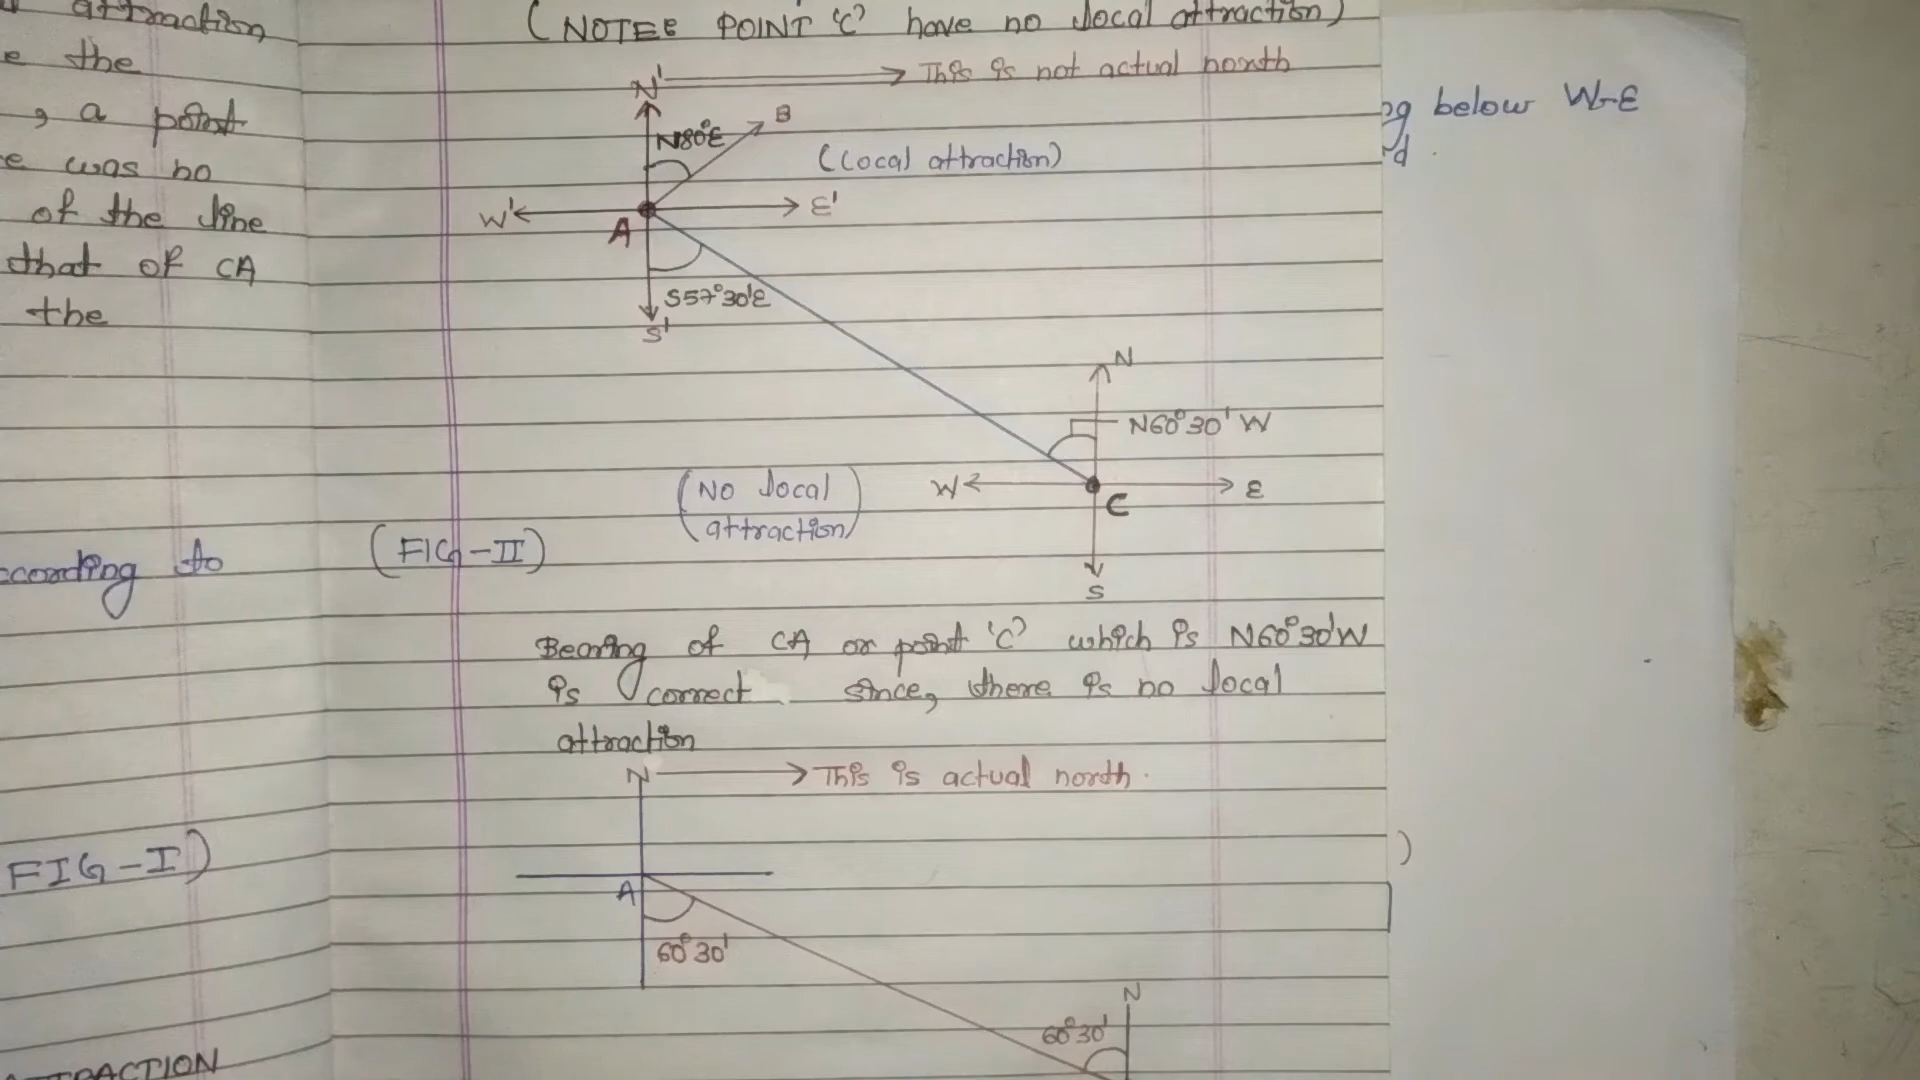 attraction
e the
, a point
e was no
of the line
that of CA
the
ccording to
FIG-I)
(NOTE: POINT 'C' have no local attraction)
N' → This is not actual north
N80°E
B
(Local attraction)
W'
E'
A
S57°30'E
S'
N
N60°30'W
(No local
attraction)
W
E
C
S
(FIG-II)
Bearing of CA or point 'C' which is N60°30'W
is correct since, there is no local
attraction
N → This is actual north.
A
60°30'
N
60°30'
below W-E
)